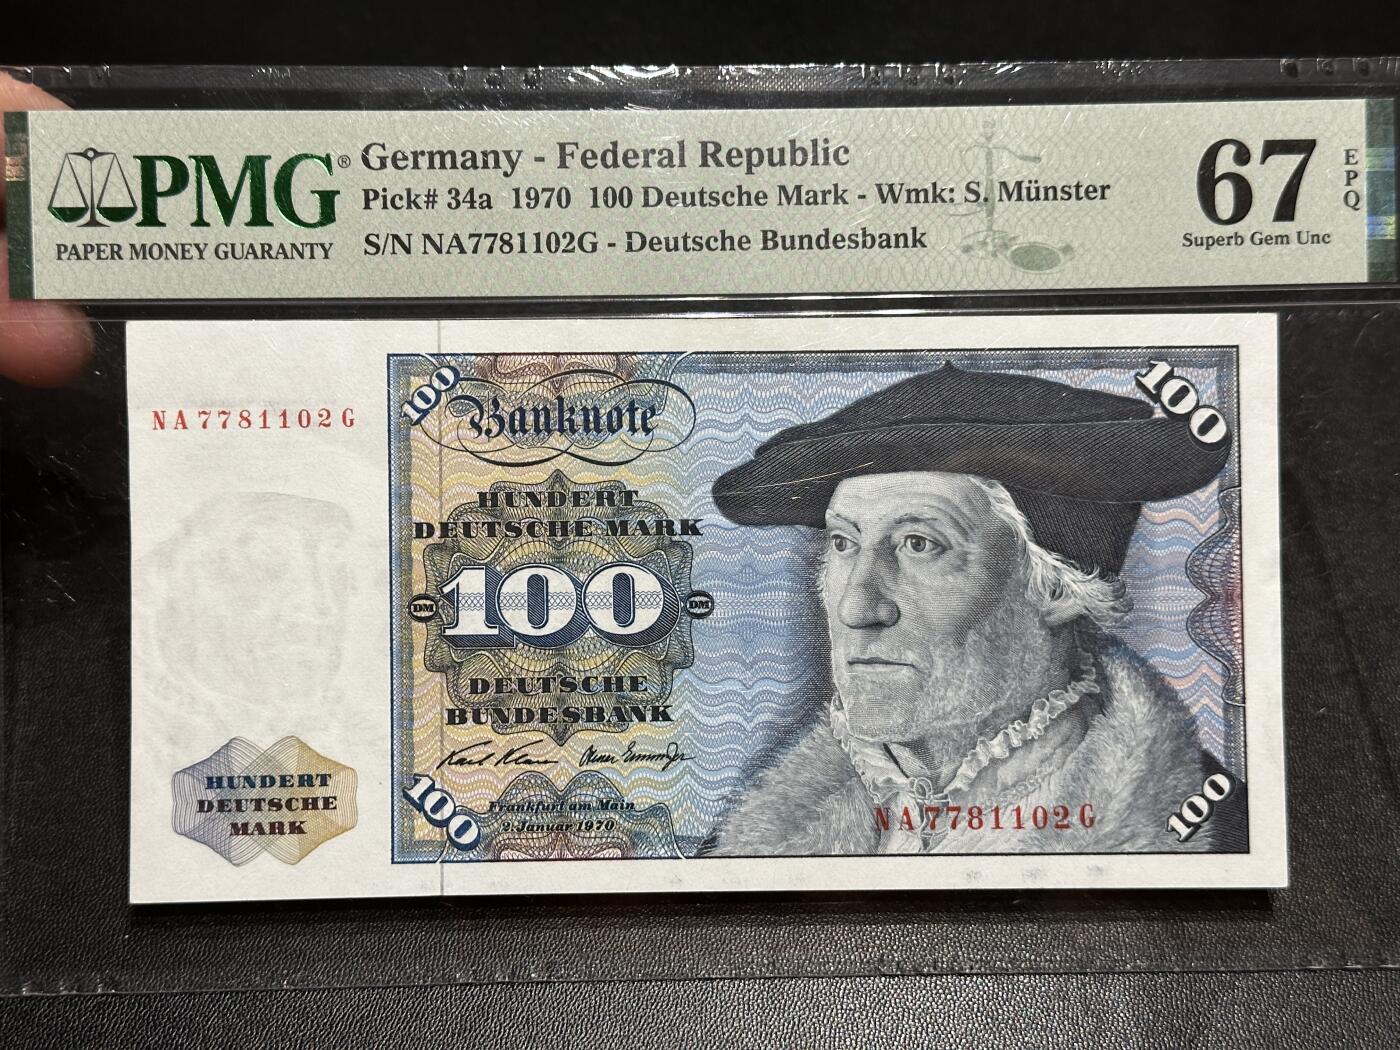 PMG®
PAPER MONEY GUARANTY
Germany - Federal Republic
Pick# 34a 1970 100 Deutsche Mark - Wmk: S. Münster
S/N NA7781102G - Deutsche Bundesbank
67
EPQ
Superb Gem Unc
NA7781102G
100
Banknote
100
HUNDERT
DEUTSCHE MARK
DM 100 DM
DEUTSCHE
BUNDESBANK
Frankfurt am Main
2. Januar 1970
100
100
HUNDERT
DEUTSCHE
MARK
NA7781102G